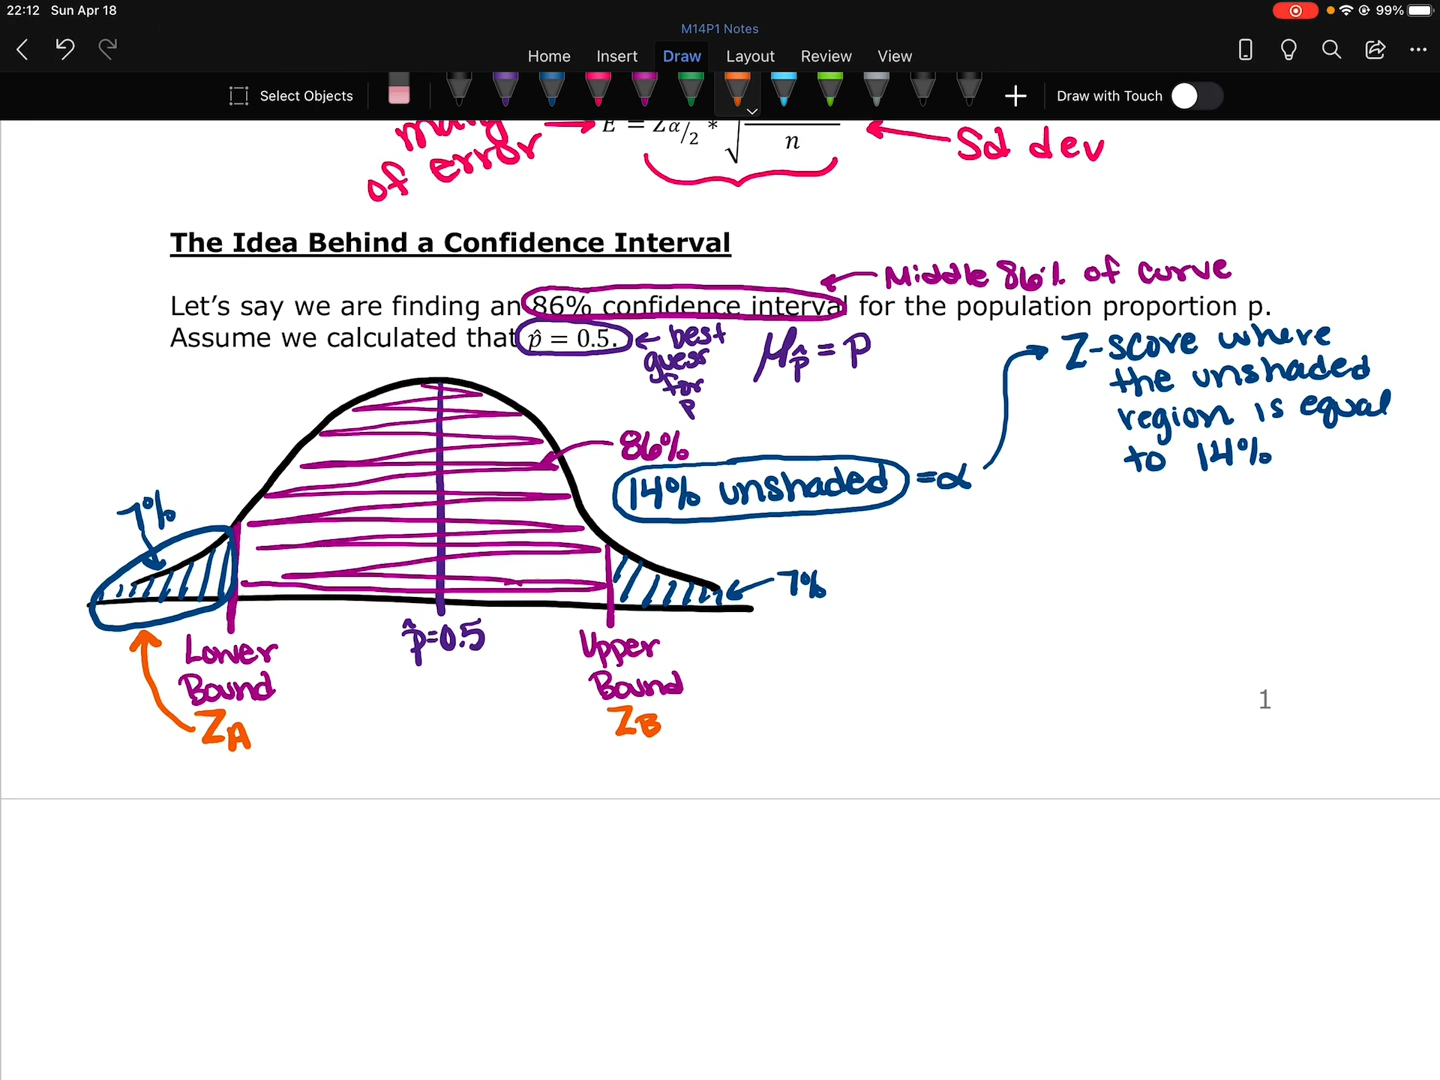 22:12 Sun Apr 18
99%
M14P1 Notes
Home Insert Draw Layout Review View
Select Objects
Draw with Touch
of error
E = Zα/2 * √ n
Sd dev
The Idea Behind a Confidence Interval
Middle 86% of curve
Let's say we are finding an 86% confidence interval for the population proportion p.
Assume we calculated that p̂ = 0.5.
best
guess
for
p
μp̂ = p
Z-score where
the unshaded
region is equal
to 14%
86%
14% unshaded = α
7%
7%
p̂=0.5
Lower
Bound
ZA
Upper
Bound
ZB
1